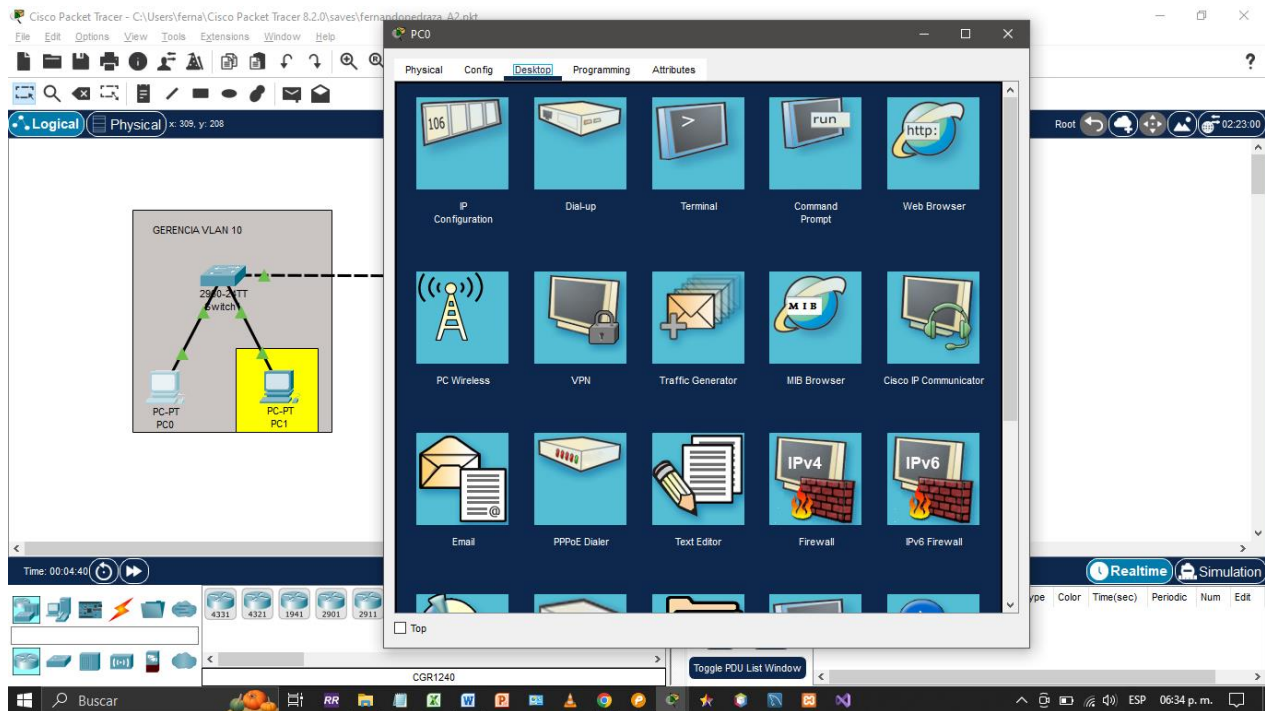 Cisco Packet Tracer - C:\Users\ferna\Cisco Packet Tracer 8.2.0\saves\fernandopedraza_A2.pkt
File Edit Options View Tools Extensions Window Help
?
Logical Physical x: 309, y: 208
Root 02:23:00
GERENCIA VLAN 10
Switch
PC-PT
PC0
PC-PT
PC1
PC0
Physical Config Desktop Programming Attributes
106
>
run
http:
IP
Configuration
Dial-up
Terminal
Command
Prompt
Web Browser
MIB
PC Wireless
VPN
Traffic Generator
MIB Browser
Cisco IP Communicator
@
IPv4
IPv6
Email
PPPoE Dialer
Text Editor
Firewall
IPv6 Firewall
Top
Time: 00:04:40
Realtime Simulation
4331 4321 1941 2901 2911
CGR1240
Toggle PDU List Window
ype Color Time(sec) Periodic Num Edit
Buscar
RR
ESP 06:34 p. m.